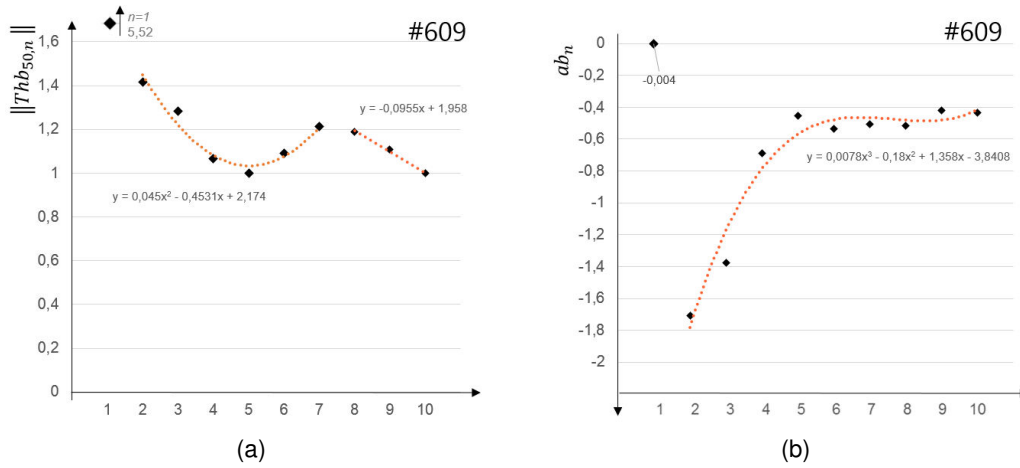 ‖Thb₅₀,ₙ‖
n=1
5,52
#609
1,6
1,4
1,2
1
0,8
0,6
0,4
0,2
0
y = -0,0955x + 1,958
y = 0,045x² - 0,4531x + 2,174
1 2 3 4 5 6 7 8 9 10
(a)
abₙ
#609
0
-0,2
-0,4
-0,6
-0,8
-1
-1,2
-1,4
-1,6
-1,8
-2
-0,004
y = 0,0078x³ - 0,18x² + 1,358x - 3,8408
1 2 3 4 5 6 7 8 9 10
(b)